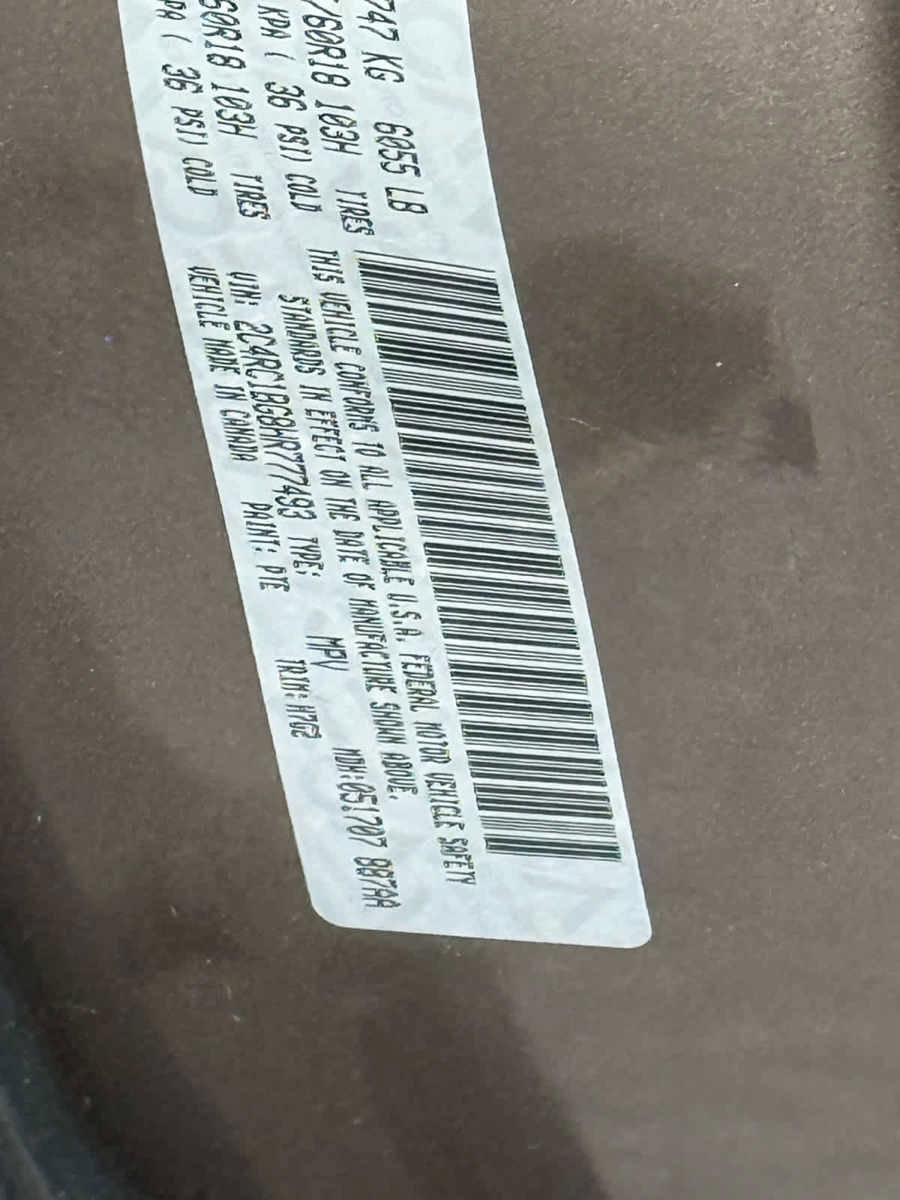 747 KG 6055 LB
/60R18 103H TIRES
KPA ( 36 PSI) COLD
60R18 103H TIRES
PA ( 36 PSI) COLD
THIS VEHICLE CONFORMS TO ALL APPLICABLE U.S.A. FEDERAL MOTOR VEHICLE SAFETY
STANDARDS IN EFFECT ON THE DATE OF MANUFACTURE SHOWN ABOVE.
VIN: 2C4RC1BG8HR777493 TYPE: MPV MDH:051707 887AA
VEHICLE MADE IN CANADA PAINT: PTE TRIM: H7G2